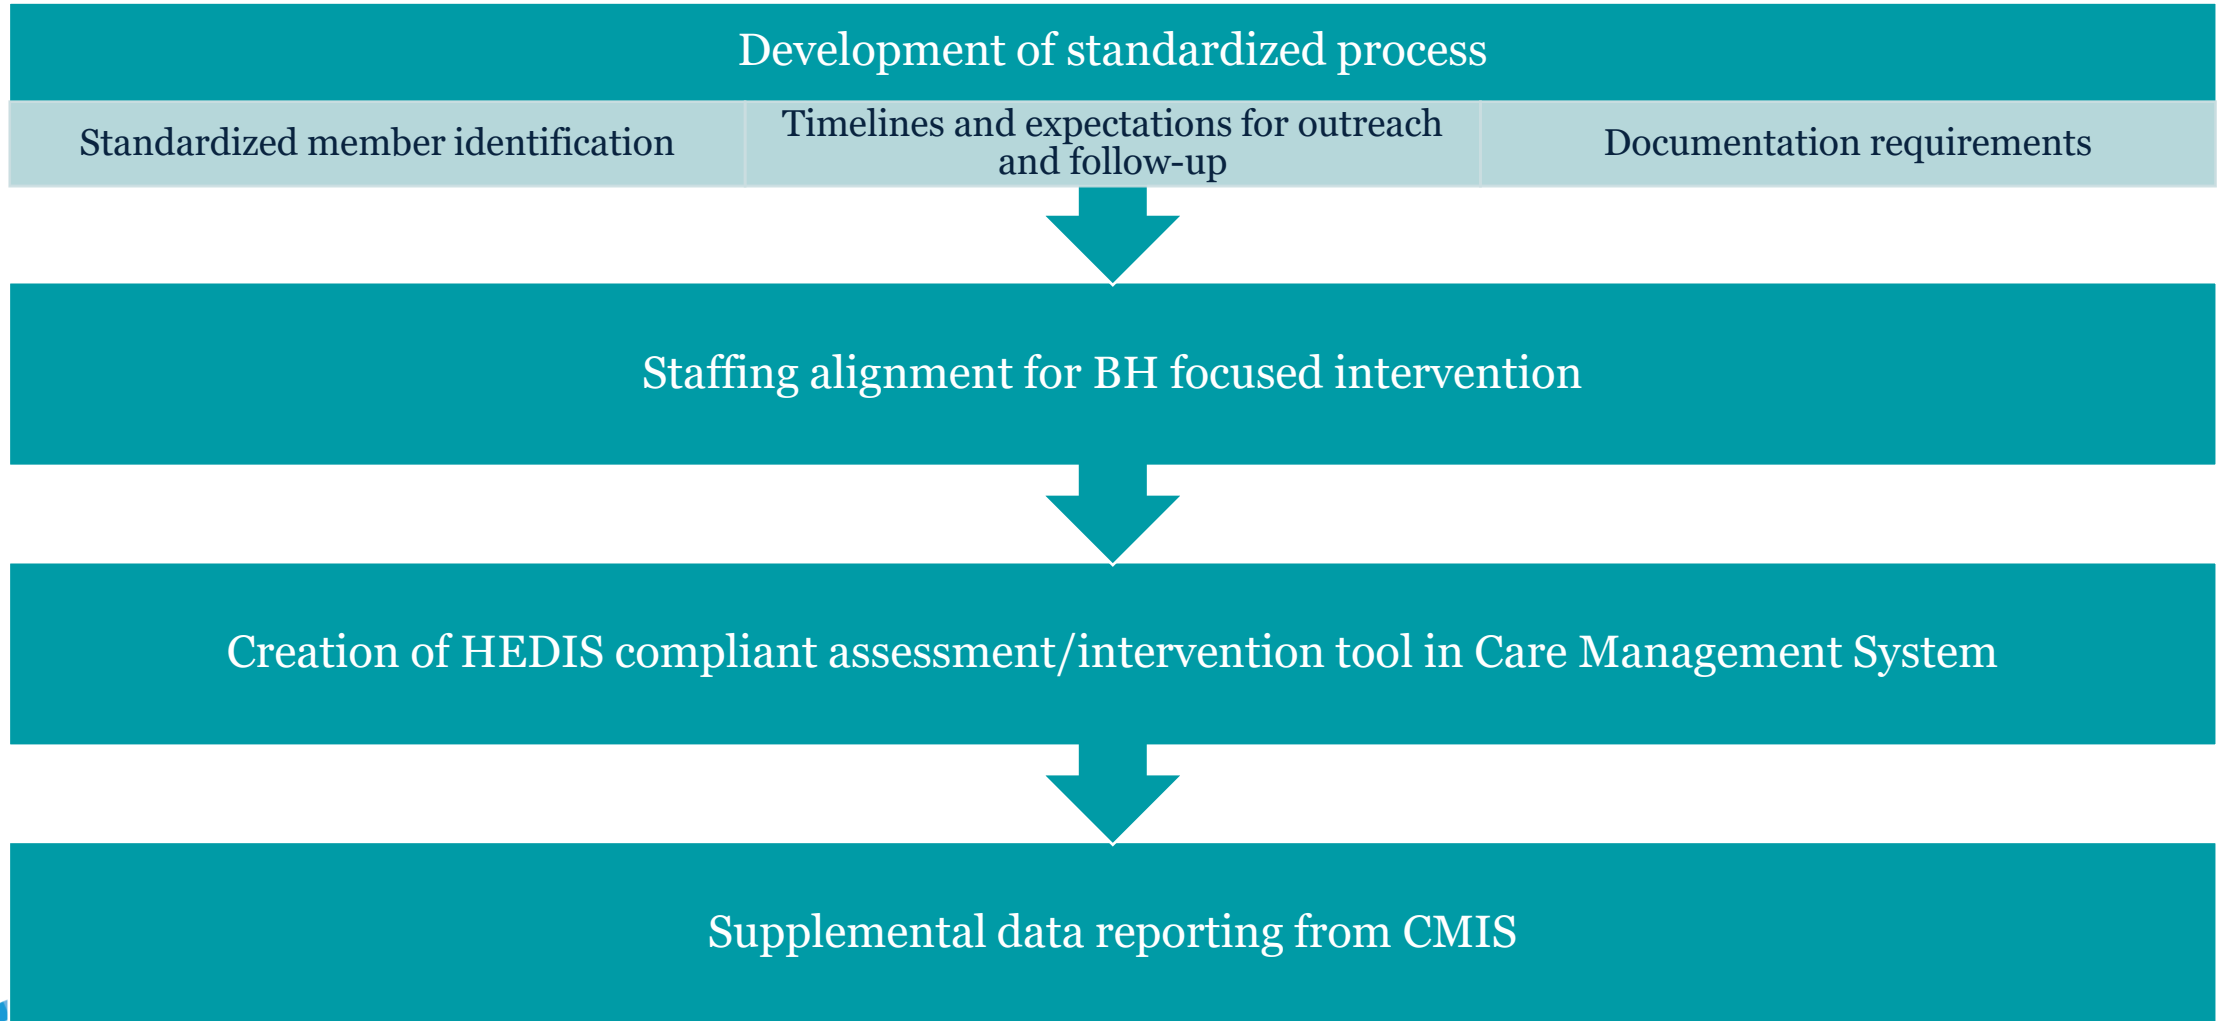 Development of standardized process
Standardized member identification
Timelines and expectations for outreach
and follow-up
Documentation requirements
Staffing alignment for BH focused intervention
Creation of HEDIS compliant assessment/intervention tool in Care Management System
Supplemental data reporting from CMIS